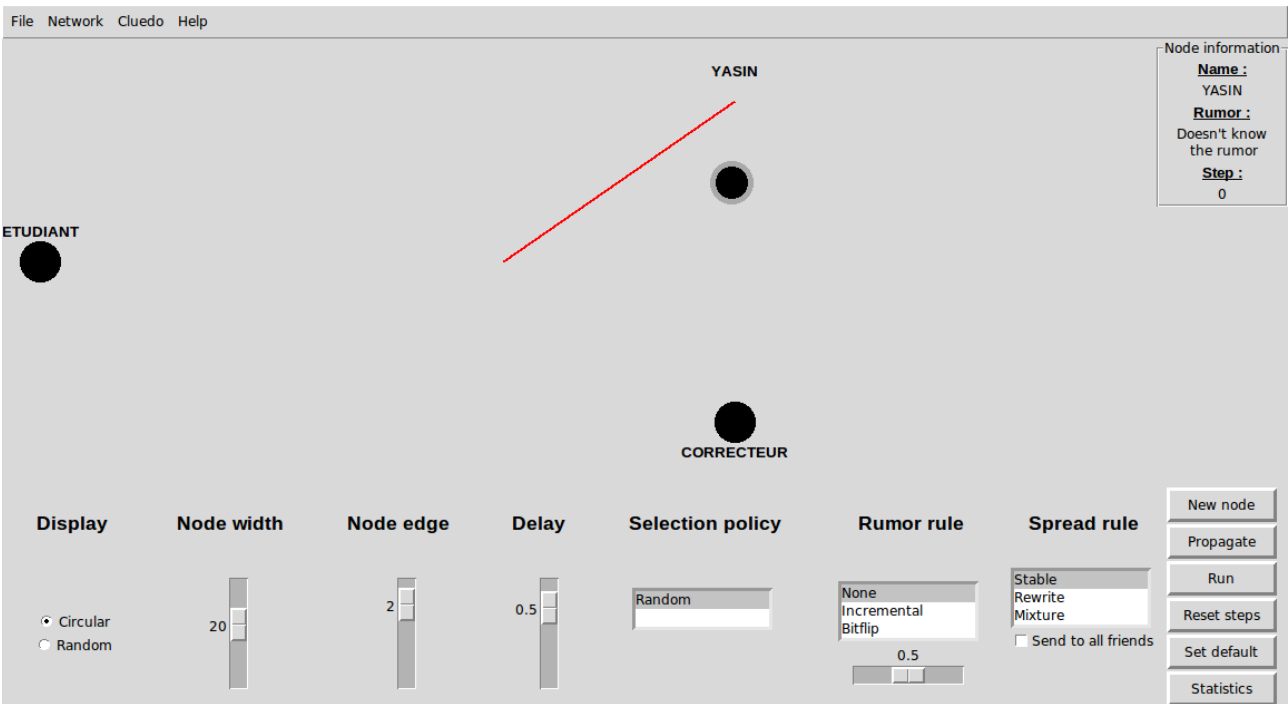 File Network Cluedo Help
Node information
Name :
YASIN
Rumor :
Doesn't know
the rumor
Step :
0
YASIN
ETUDIANT
CORRECTEUR
Display
Circular
Random
Node width
20
Node edge
2
Delay
0.5
Selection policy
Random
Rumor rule
None
Incremental
Bitflip
0.5
Spread rule
Stable
Rewrite
Mixture
Send to all friends
New node
Propagate
Run
Reset steps
Set default
Statistics